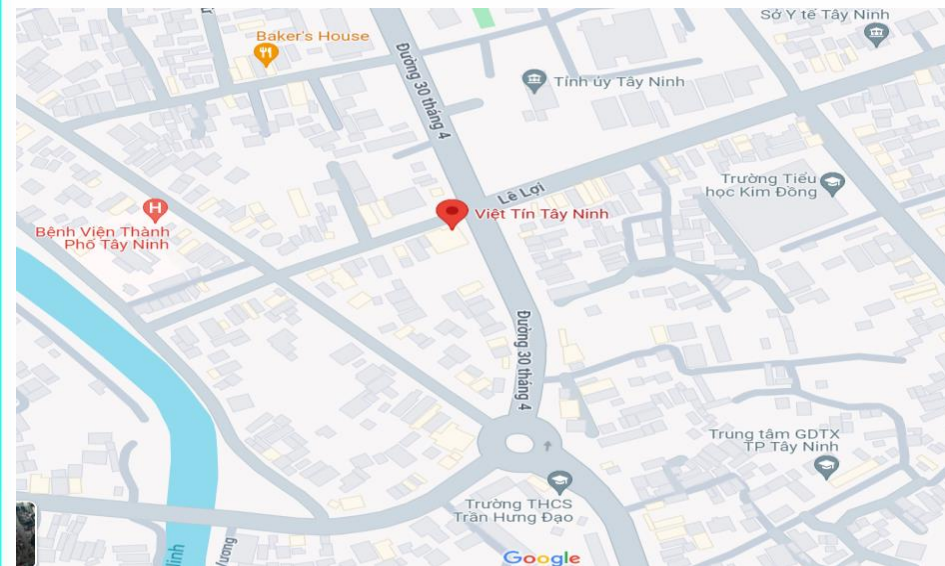 Sở Y tế Tây Ninh
Baker's House
Đường 30 tháng 4
Tỉnh ủy Tây Ninh
Trường Tiểu
học Kim Đồng
Lê Lợi
Việt Tín Tây Ninh
H
Bệnh Viện Thành
Phố Tây Ninh
Đường 30 tháng 4
Trung tâm GDTX
TP Tây Ninh
Trường THCS
Trần Hưng Đạo
Google